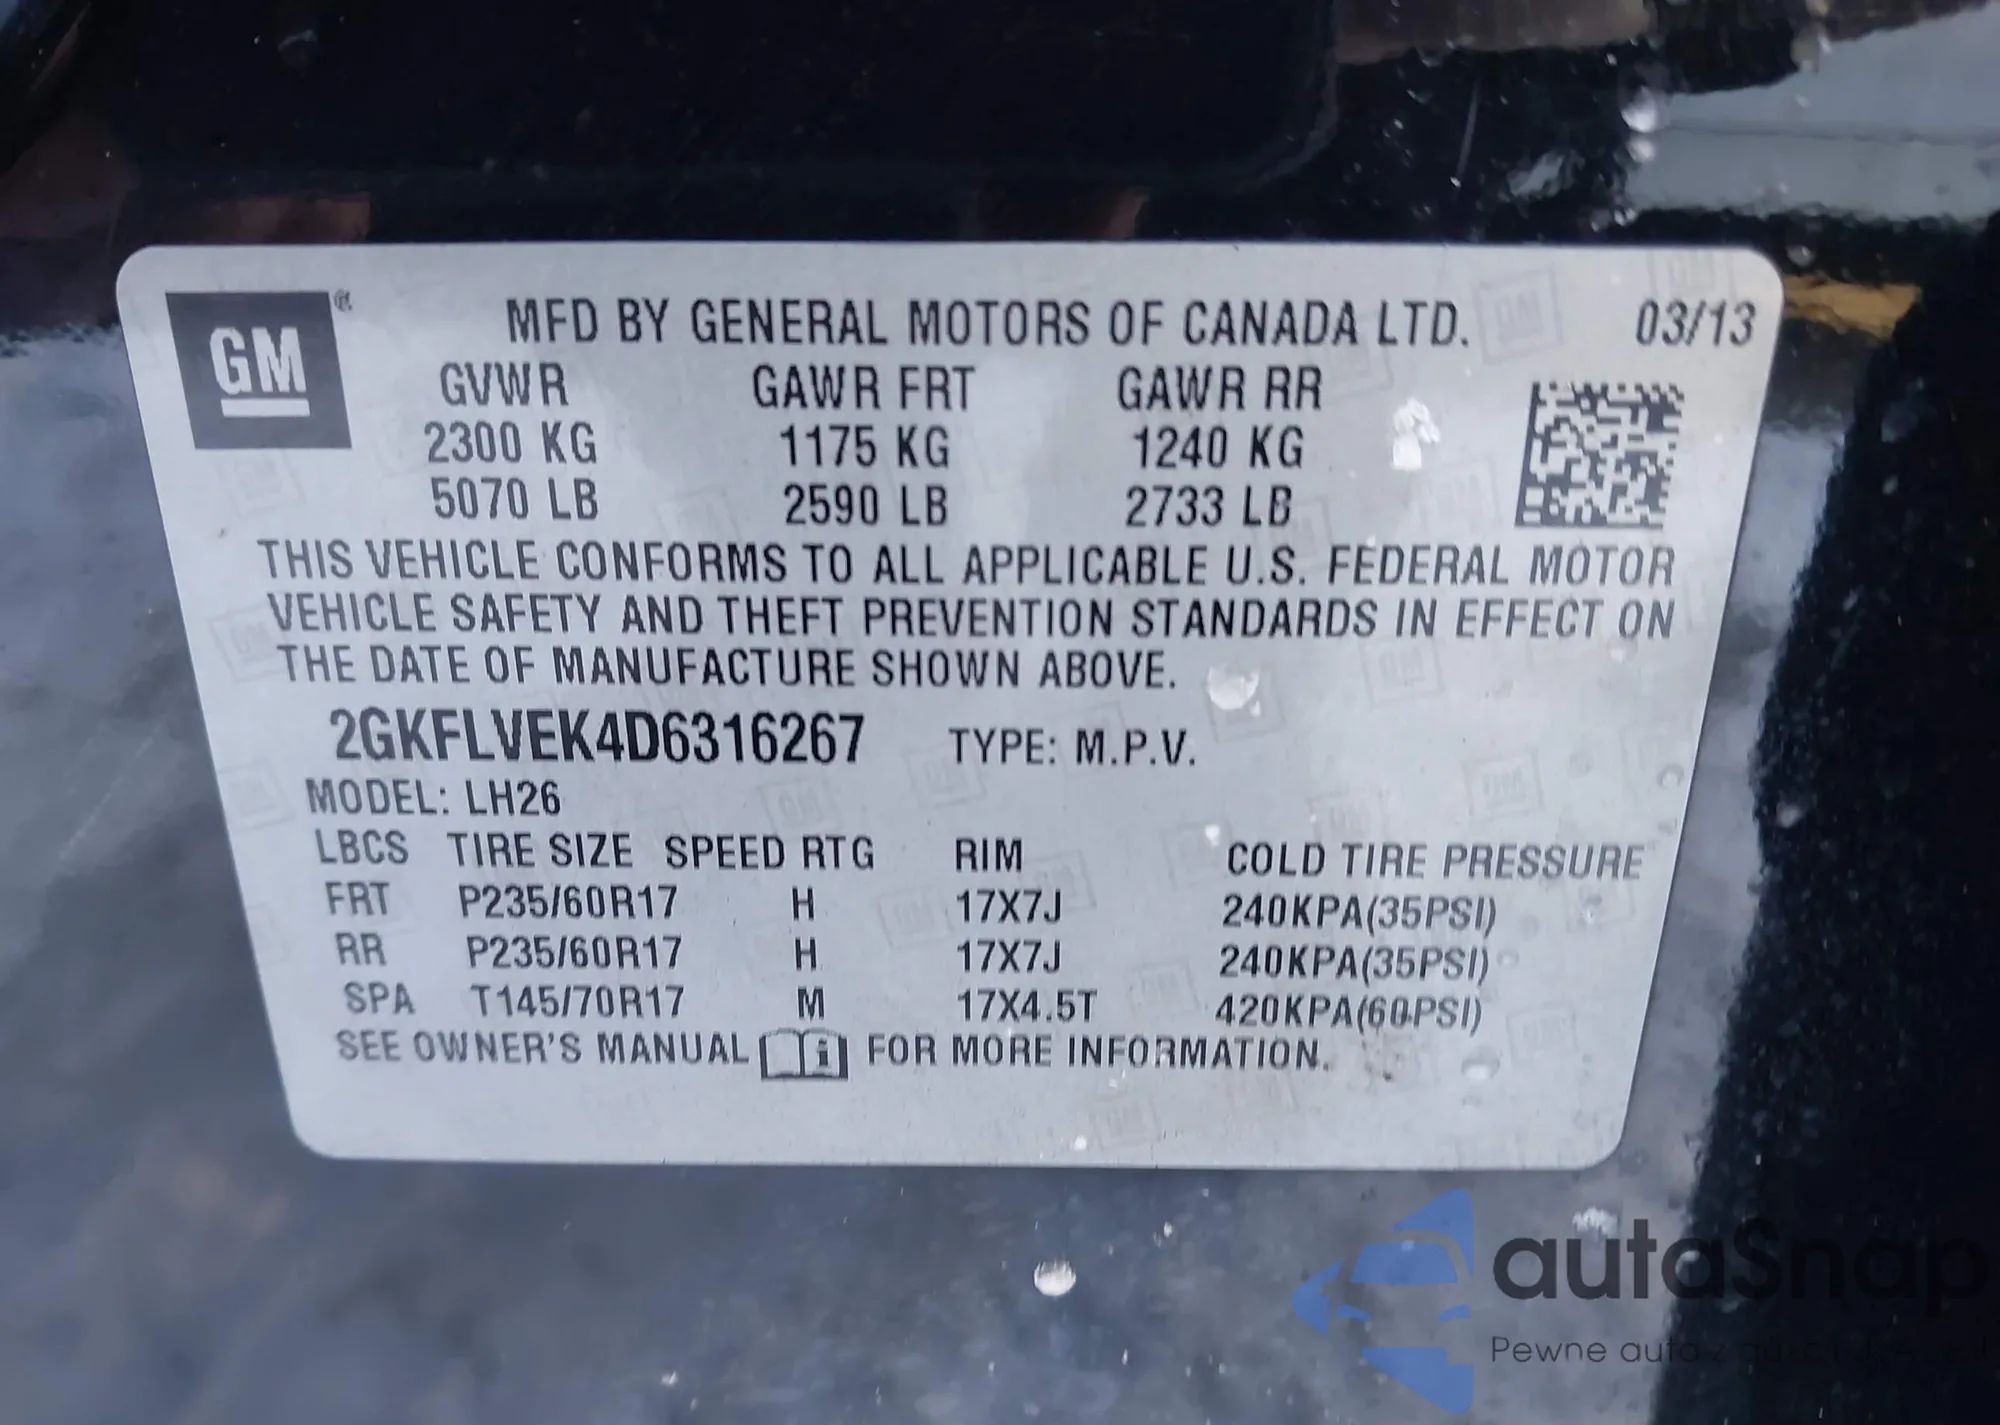 GM ®
MFD BY GENERAL MOTORS OF CANADA LTD. 03/13
GVWR GAWR FRT GAWR RR
2300 KG 1175 KG 1240 KG
5070 LB 2590 LB 2733 LB
THIS VEHICLE CONFORMS TO ALL APPLICABLE U.S. FEDERAL MOTOR
VEHICLE SAFETY AND THEFT PREVENTION STANDARDS IN EFFECT ON
THE DATE OF MANUFACTURE SHOWN ABOVE.
2GKFLVEK4D6316267 TYPE: M.P.V.
MODEL: LH26
LBCS TIRE SIZE SPEED RTG RIM COLD TIRE PRESSURE
FRT P235/60R17 H 17X7J 240KPA(35PSI)
RR P235/60R17 H 17X7J 240KPA(35PSI)
SPA T145/70R17 M 17X4.5T 420KPA(60PSI)
SEE OWNER'S MANUAL FOR MORE INFORMATION.
autasnap
Pewne auta z